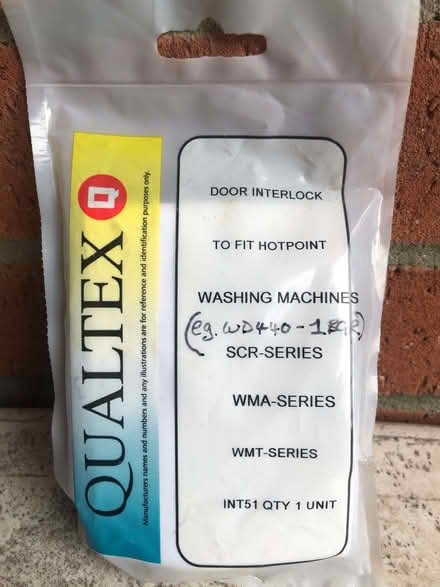 QUALTEX Q
Manufacturers names and numbers and any illustrations are for reference and identification purposes only.
DOOR INTERLOCK
TO FIT HOTPOINT
WASHING MACHINES
(eg. WD440-1
SCR-SERIES
WMA-SERIES
WMT-SERIES
INT51 QTY 1 UNIT